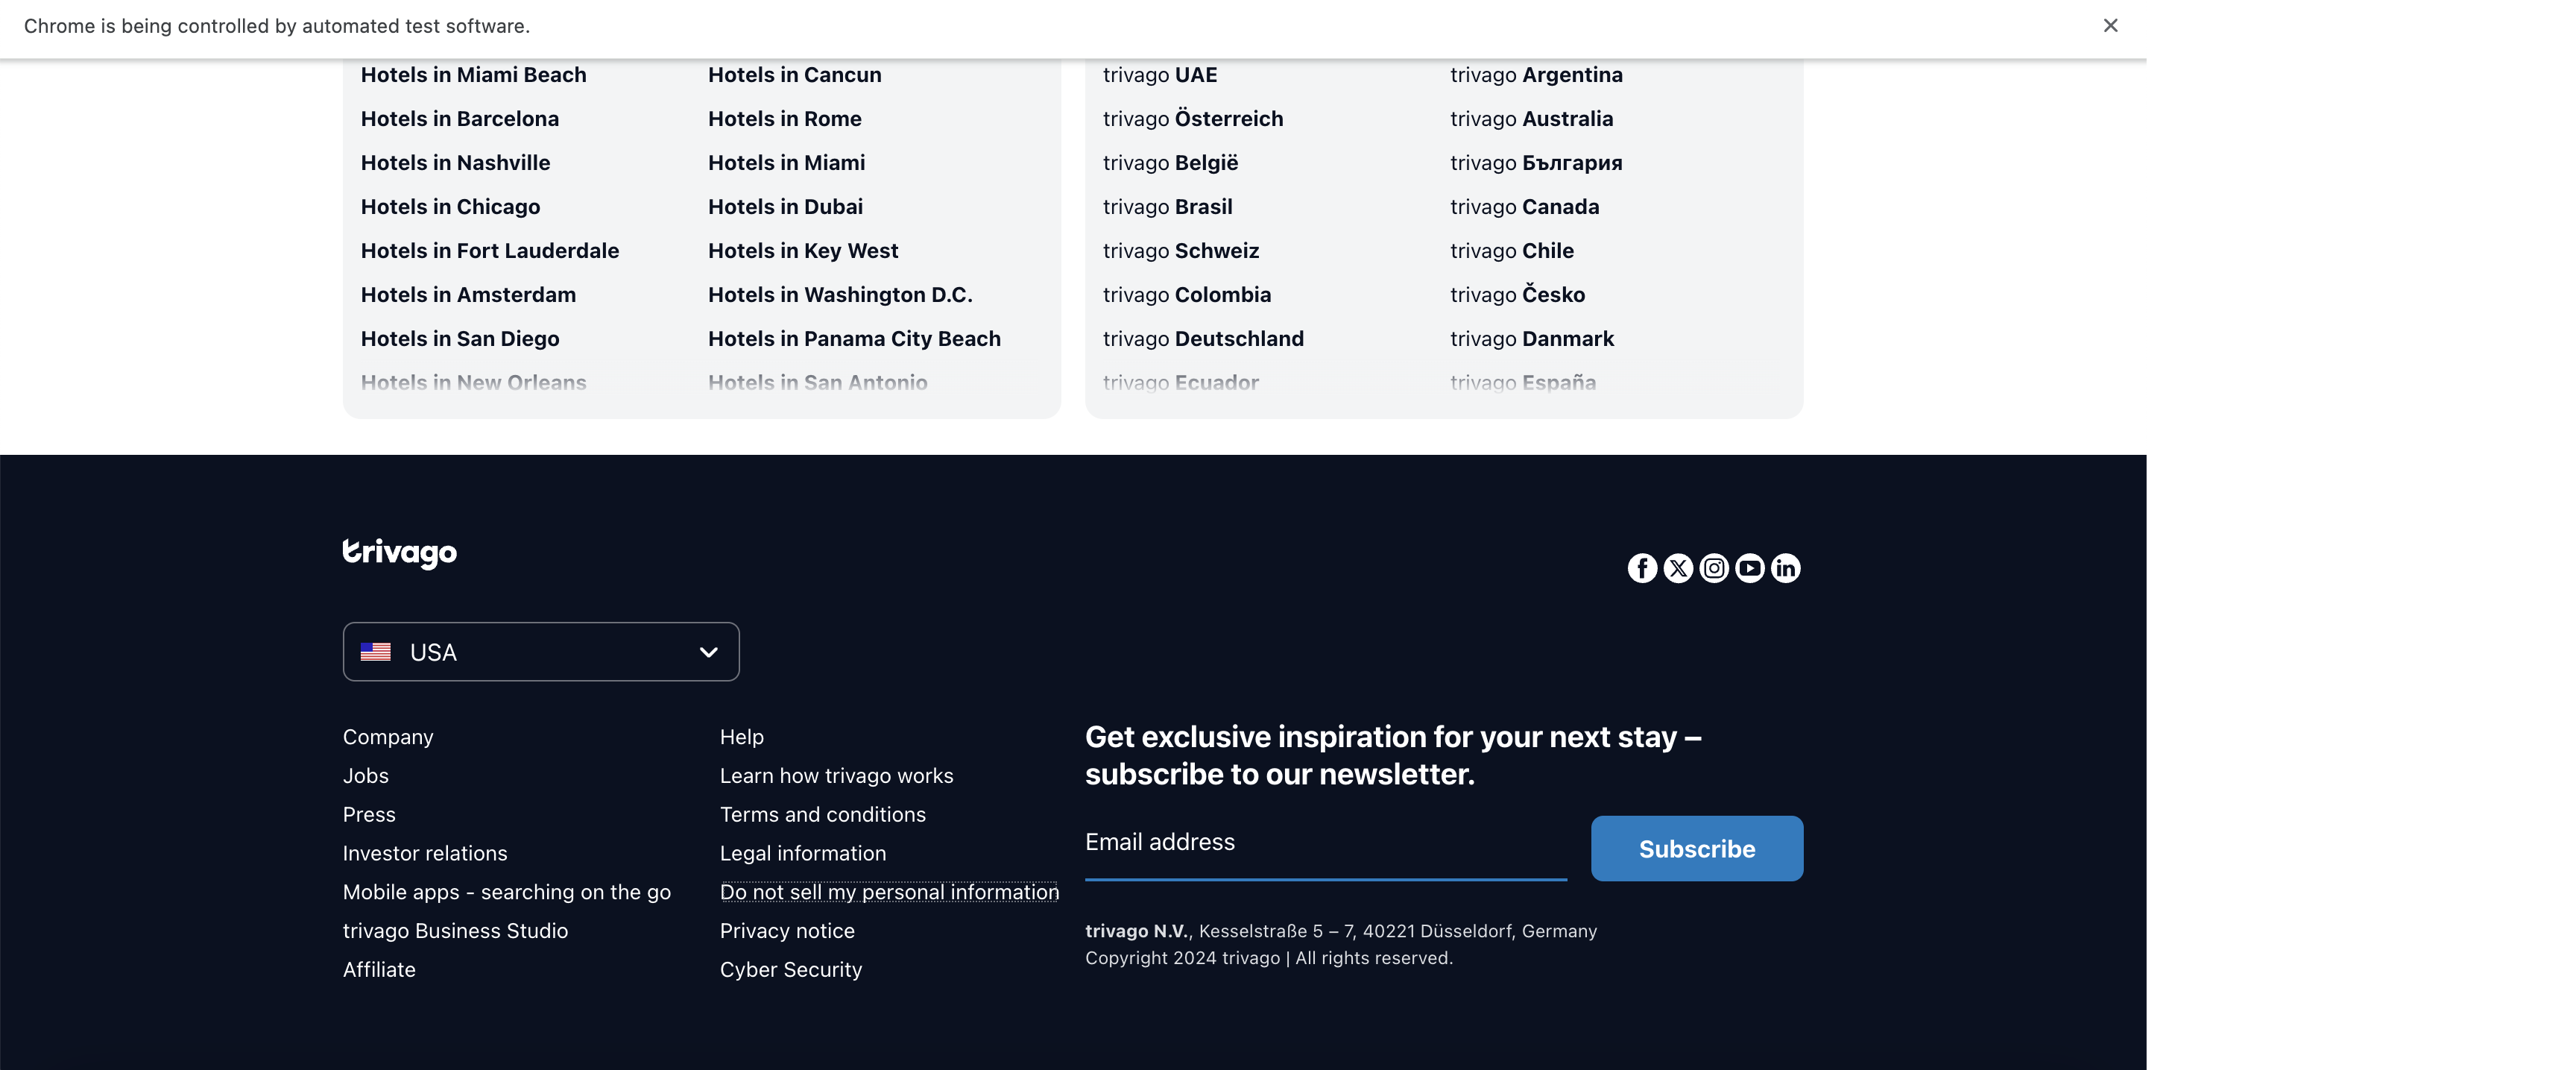 Chrome is being controlled by automated test software.
Hotels in Miami Beach
Hotels in Cancun
Hotels in Barcelona
Hotels in Rome
Hotels in Nashville
Hotels in Miami
Hotels in Chicago
Hotels in Dubai
Hotels in Fort Lauderdale
Hotels in Key West
Hotels in Amsterdam
Hotels in Washington D.C.
Hotels in San Diego
Hotels in Panama City Beach
Hotels in New Orleans
Hotels in San Antonio
trivago UAE
trivago Argentina
trivago Österreich
trivago Australia
trivago België
trivago България
trivago Brasil
trivago Canada
trivago Schweiz
trivago Chile
trivago Colombia
trivago Česko
trivago Deutschland
trivago Danmark
trivago Ecuador
trivago España
trivago
USA
Company
Jobs
Press
Investor relations
Mobile apps - searching on the go
trivago Business Studio
Affiliate
Help
Learn how trivago works
Terms and conditions
Legal information
Do not sell my personal information
Privacy notice
Cyber Security
Get exclusive inspiration for your next stay –
subscribe to our newsletter.
Email address
Subscribe
trivago N.V., Kesselstraße 5 – 7, 40221 Düsseldorf, Germany
Copyright 2024 trivago | All rights reserved.